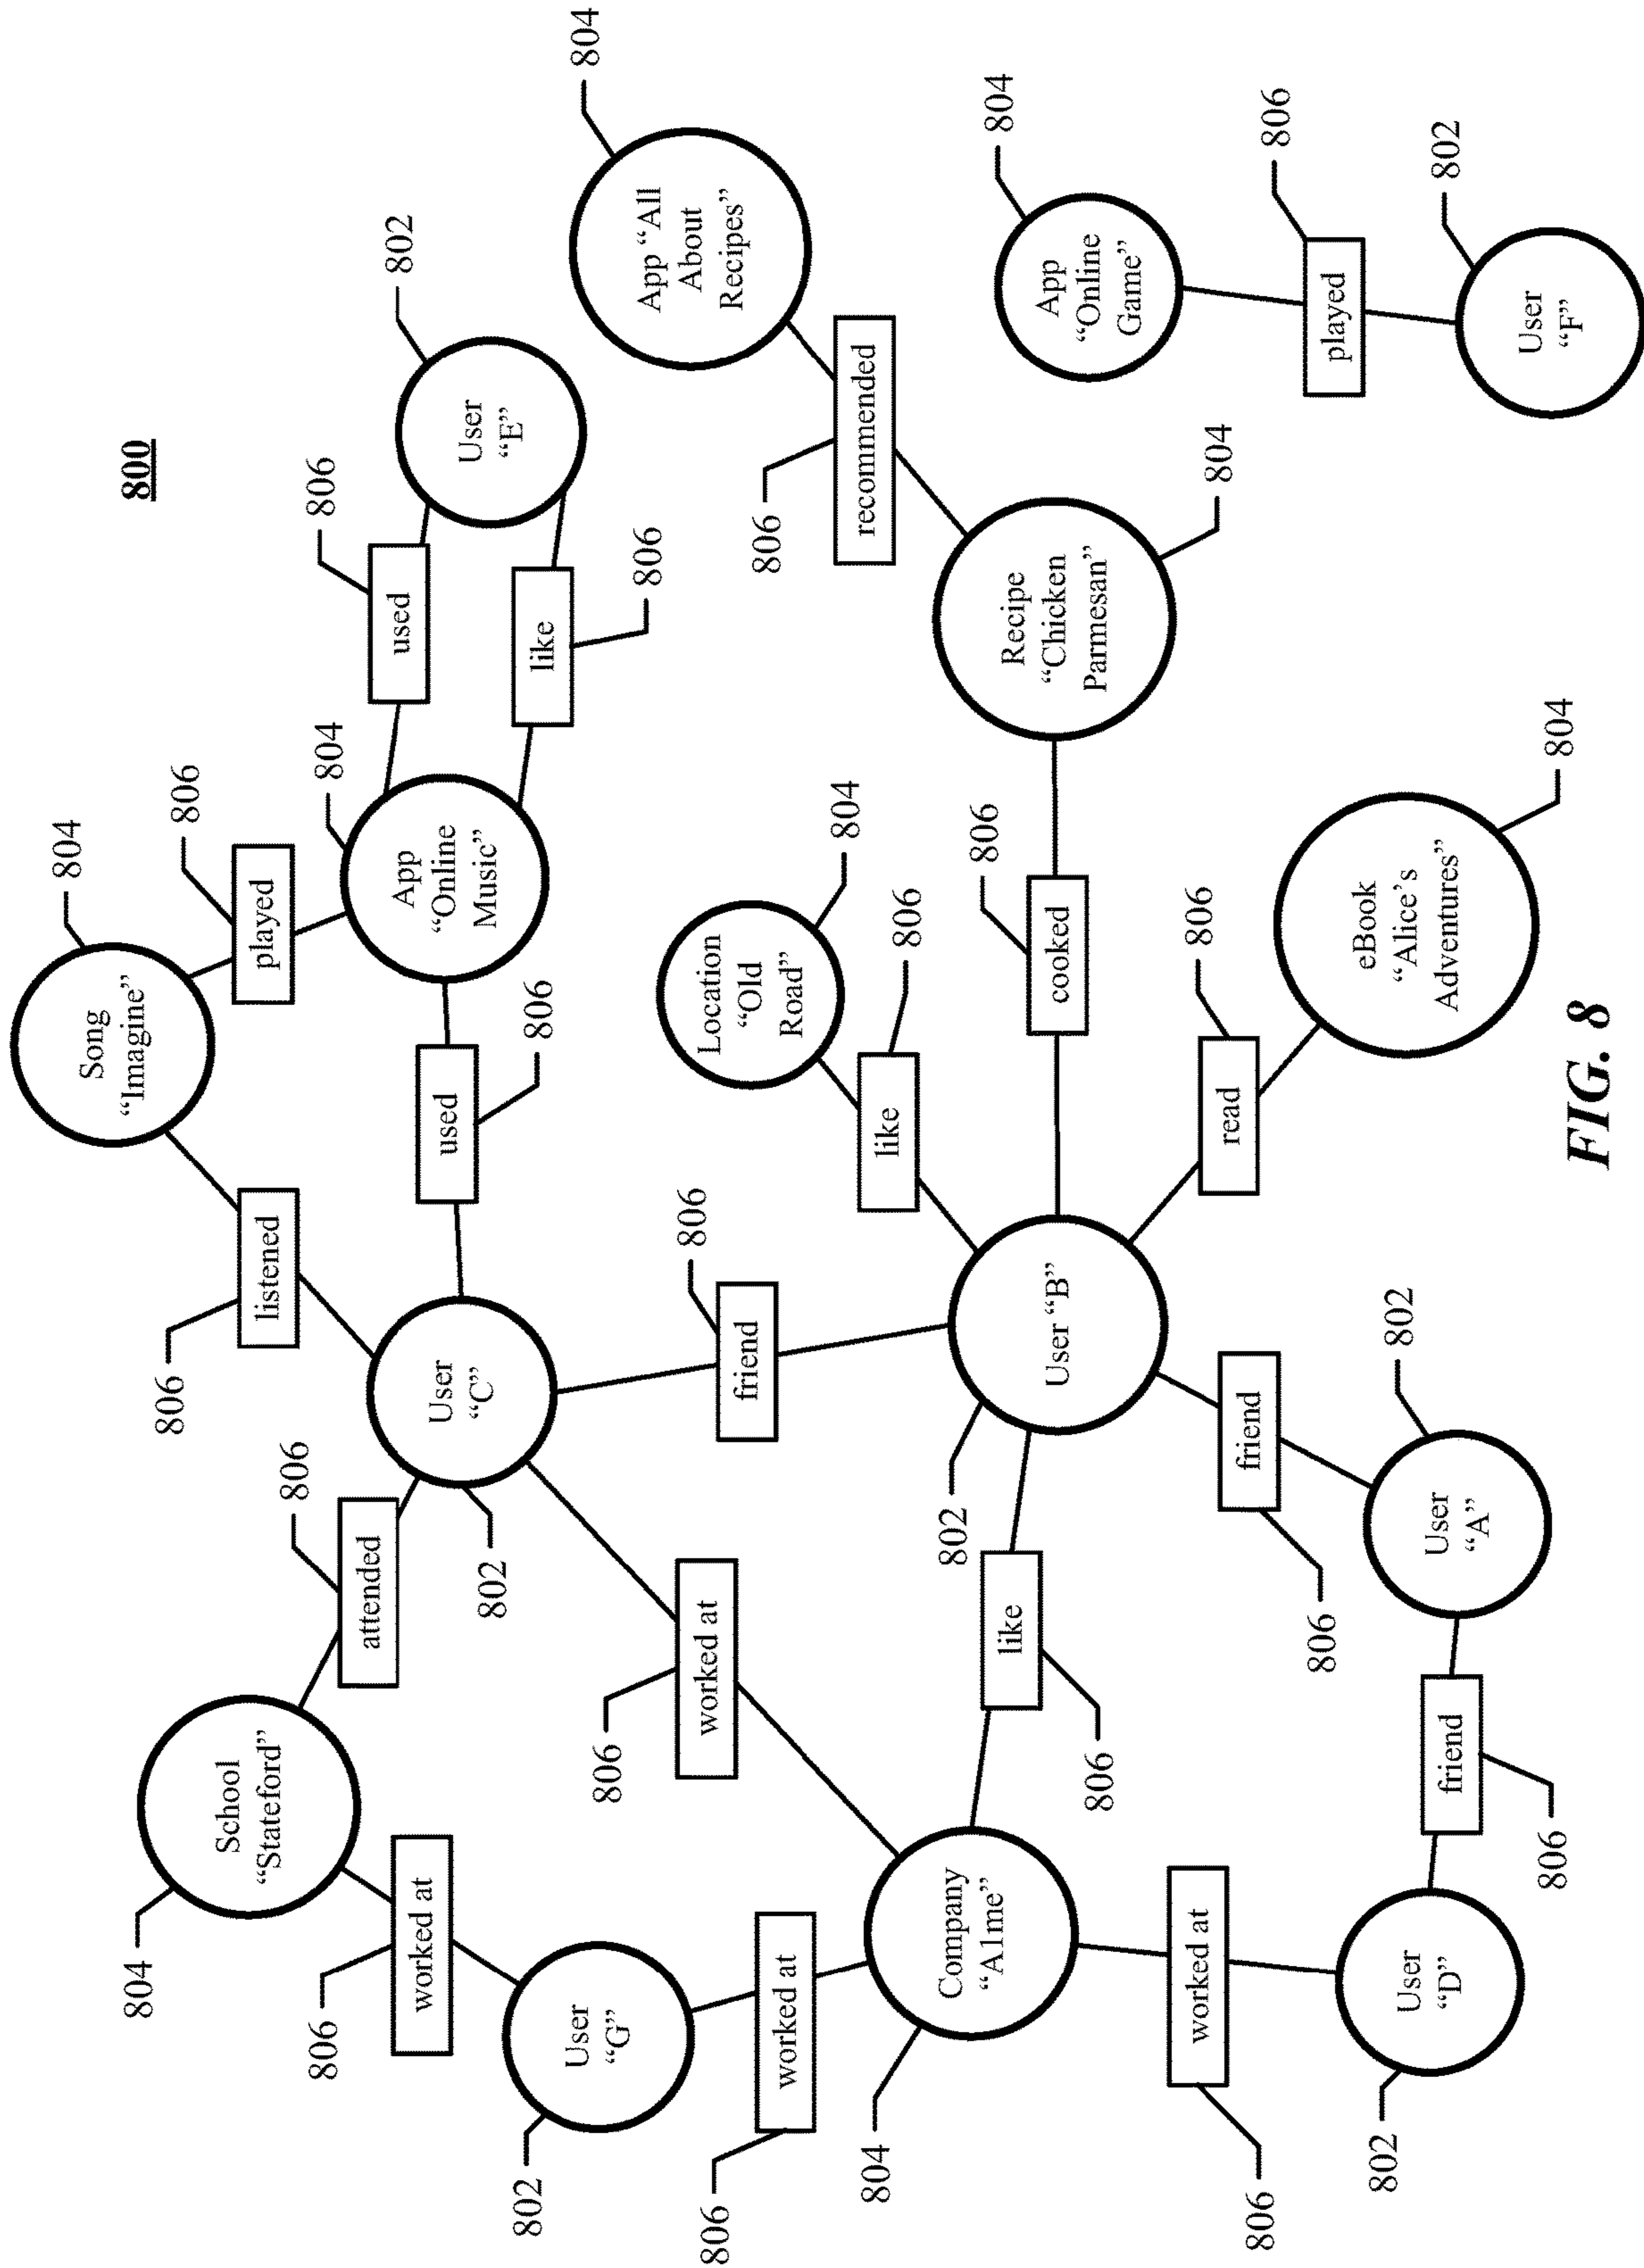 804
Song
“Imagine”
800
804
806
806
School
“Stateford”
listened
played
806
806
804
806
attended
used
802
worked at
User
“C”
used
App
“Online
Music”
User
“E”
802
802
806
like
User
“G”
804
806
806
App “All
About
Recipes”
806
806
worked at
friend
Location
“Old
Road”
806
worked at
804
recommended
804
like
806
Company
“A1me”
802
806
804
like
User “B”
cooked
Recipe
“Chicken
Parmesan”
App
“Online
Game”
806
worked at
806
804
read
friend
806
806
806
played
802
802
User
“D”
friend
User
“A”
eBook
“Alice’s
Adventures”
802
806
804
User
“F”
FIG. 8